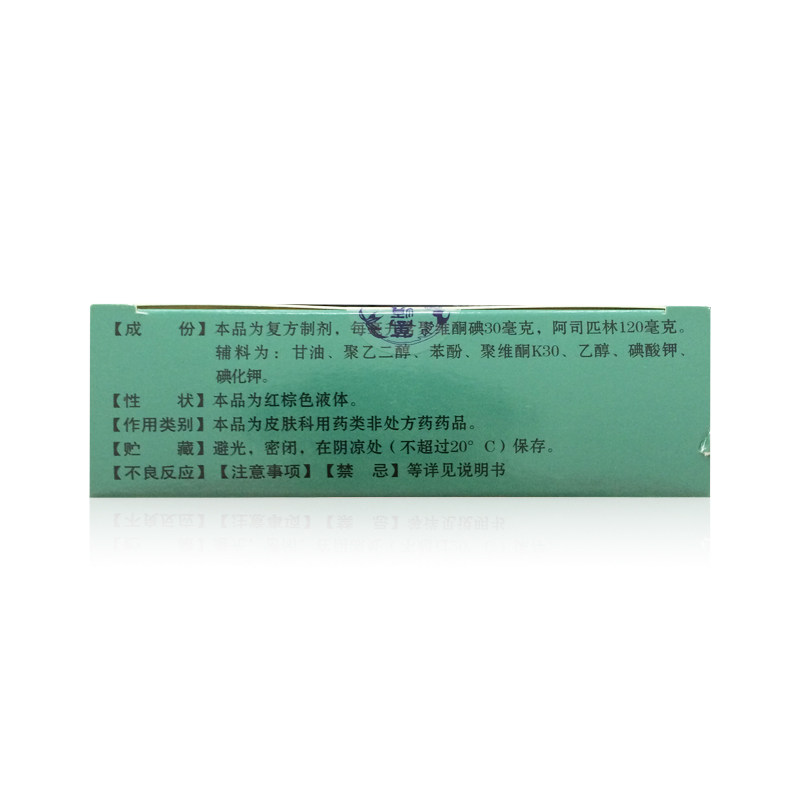 【成 份】本品为复方制剂，每 聚维酮碘30毫克，阿司匹林120毫克。
辅料为：甘油、聚乙二醇、苯酚、聚维酮K30、乙醇、碘酸钾、
碘化钾。
【性 状】本品为红棕色液体。
【作用类别】本品为皮肤科用药类非处方药药品。
【贮 藏】避光，密闭，在阴凉处（不超过20° C）保存。
【不良反应】【注意事项】【禁 忌】等详见说明书